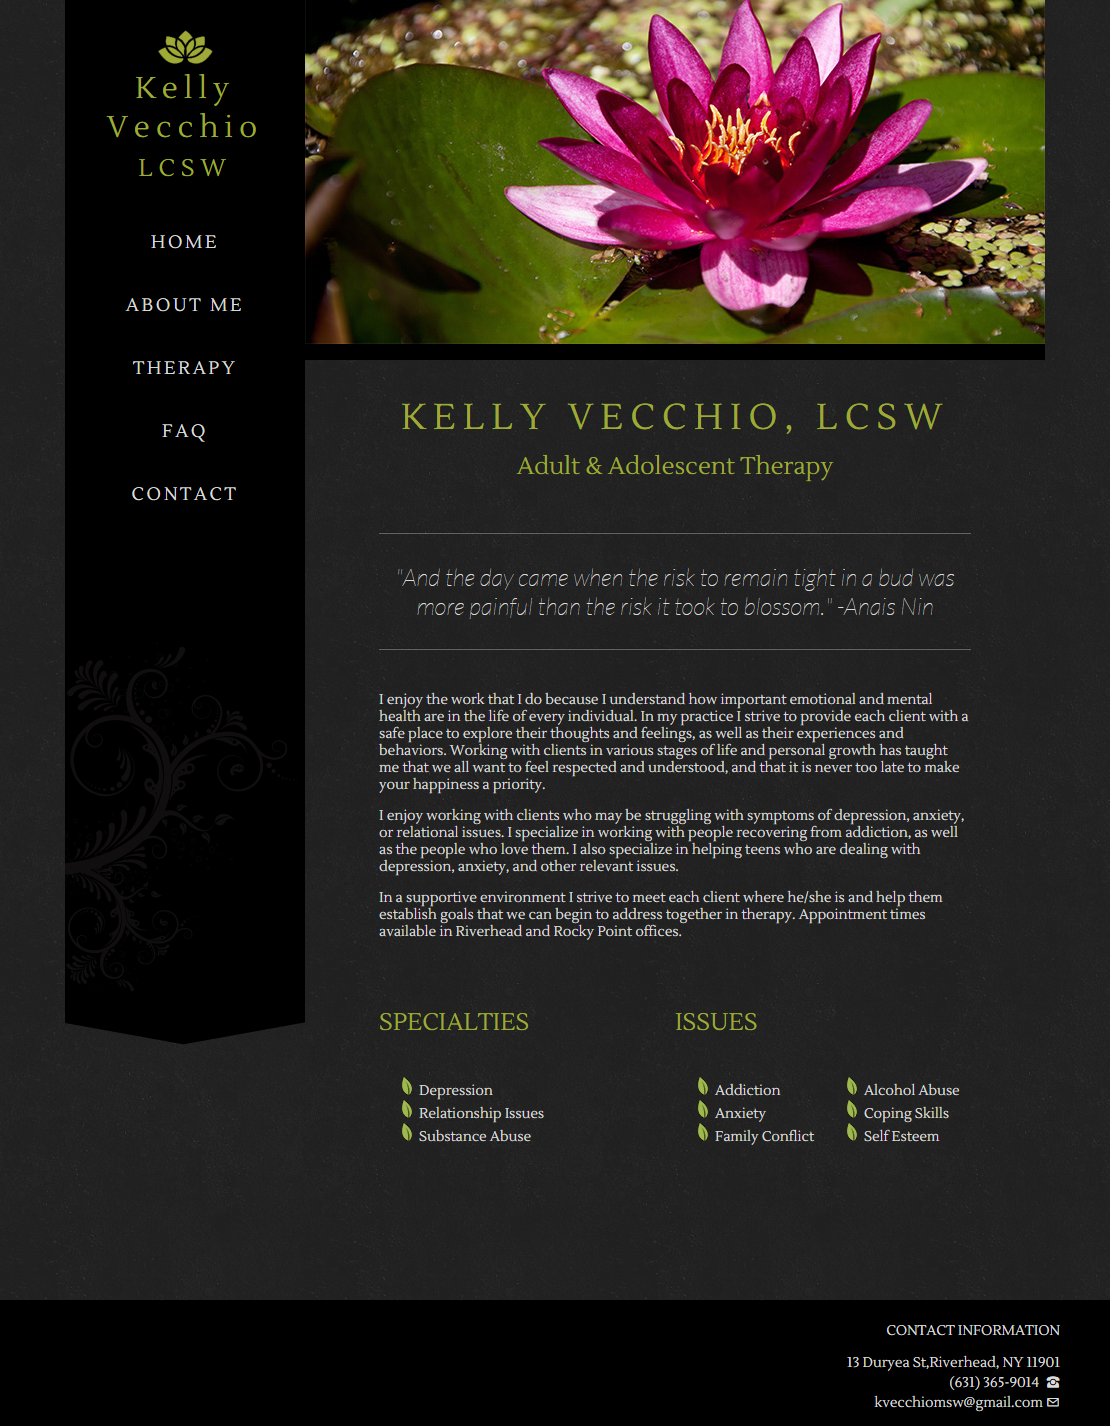 Kelly
Vecchio
LCSW
HOME
ABOUT ME
THERAPY
FAQ
CONTACT
KELLY VECCHIO, LCSW
Adult & Adolescent Therapy
"And the day came when the risk to remain tight in a bud was
more painful than the risk it took to blossom." -Anais Nin
I enjoy the work that I do because I understand how important emotional and mental
health are in the life of every individual. In my practice I strive to provide each client with a
safe place to explore their thoughts and feelings, as well as their experiences and
behaviors. Working with clients in various stages of life and personal growth has taught
me that we all want to feel respected and understood, and that it is never too late to make
your happiness a priority.
I enjoy working with clients who may be struggling with symptoms of depression, anxiety,
or relational issues. I specialize in working with people recovering from addiction, as well
as the people who love them. I also specialize in helping teens who are dealing with
depression, anxiety, and other relevant issues.
In a supportive environment I strive to meet each client where he/she is and help them
establish goals that we can begin to address together in therapy. Appointment times
available in Riverhead and Rocky Point offices.
SPECIALTIES
Depression
Relationship Issues
Substance Abuse
ISSUES
Addiction
Anxiety
Family Conflict
Alcohol Abuse
Coping Skills
Self Esteem
CONTACT INFORMATION
13 Duryea St,Riverhead, NY 11901
(631) 365-9014
kvecchiomsw@gmail.com